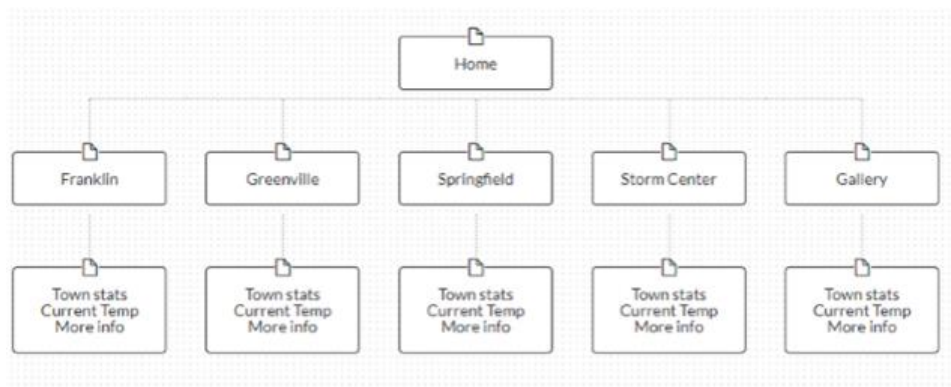 Home
Franklin
Greenville
Springfield
Storm Center
Gallery
Town stats
Current Temp
More info
Town stats
Current Temp
More info
Town stats
Current Temp
More info
Town stats
Current Temp
More info
Town stats
Current Temp
More info